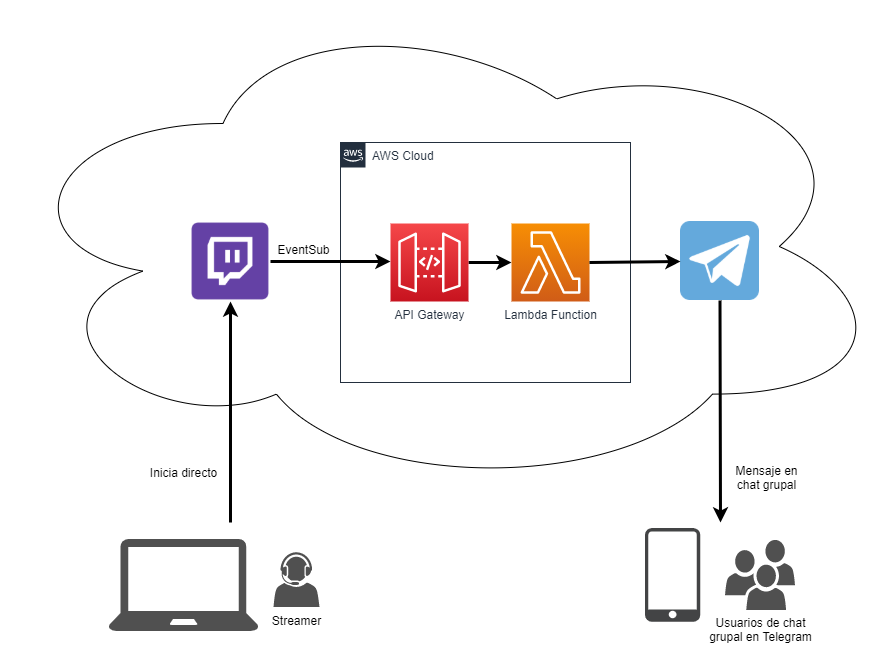 aws
AWS Cloud
EventSub
</>
API Gateway
Lambda Function
Inicia directo
Mensaje en
chat grupal
Streamer
Usuarios de chat
grupal en Telegram